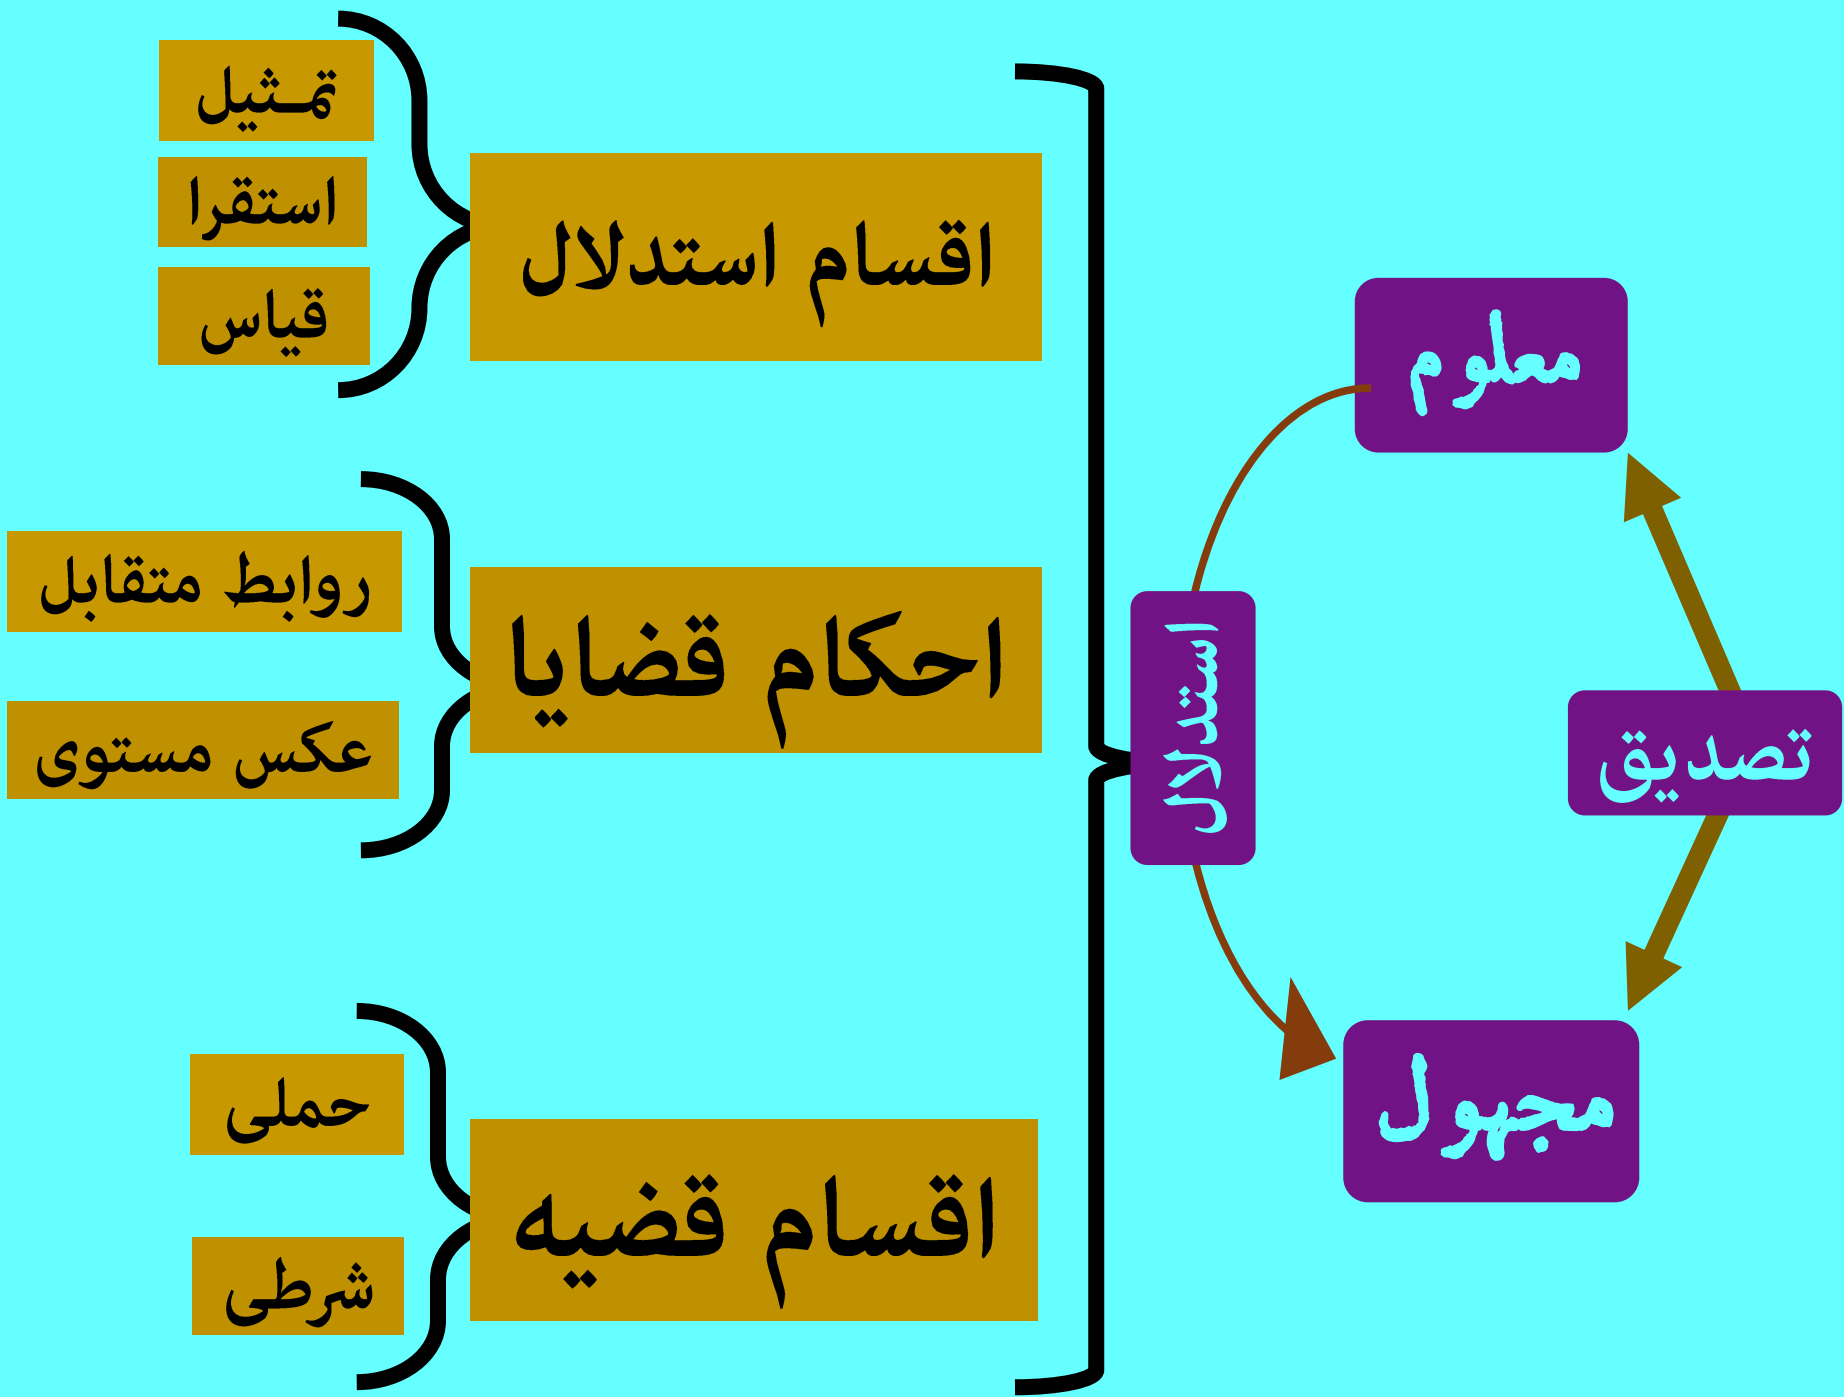 معلوم
تصدیق
مجهول
استدلال
اقسام استدلال
تمـثیل
استقرا
قیاس
احکام قضایا
روابط متقابل
عکس مستوی
اقسام قضیه
حملی
شرطی